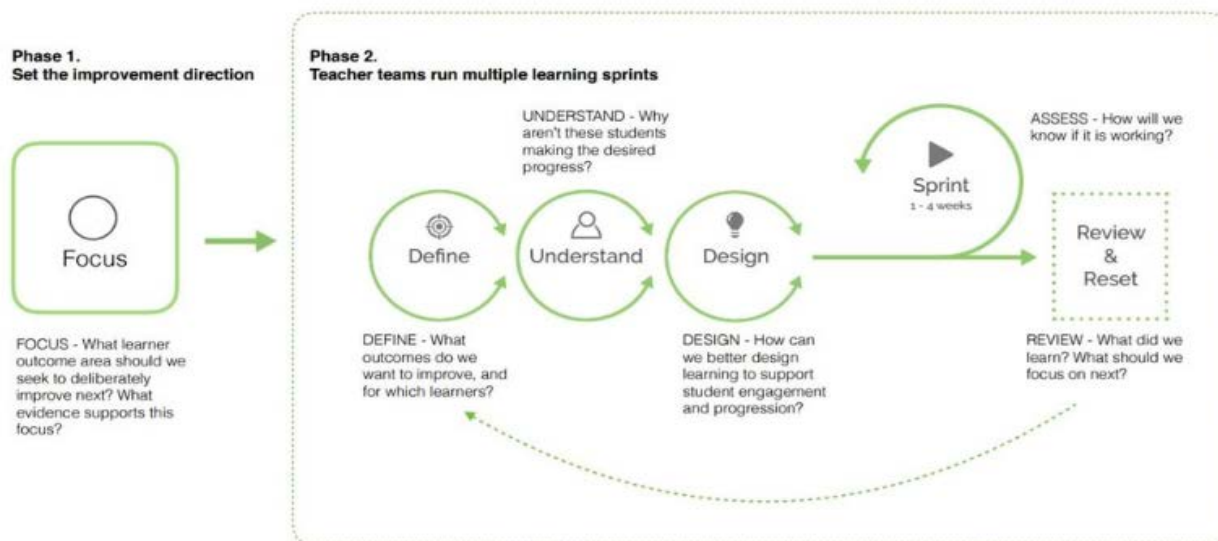 Phase 1.
Set the improvement direction
Focus
FOCUS - What learner
outcome area should we
seek to deliberately
improve next? What
evidence supports this
focus?
Phase 2.
Teacher teams run multiple learning sprints
UNDERSTAND - Why
aren't these students
making the desired
progress?
ASSESS - How will we
know if it is working?
Define
Understand
Design
Sprint
1 - 4 weeks
Review
&
Reset
DEFINE - What
outcomes do we
want to improve, and
for which learners?
DESIGN - How can
we better design
learning to support
student engagement
and progression?
REVIEW - What did we
learn? What should we
focus on next?